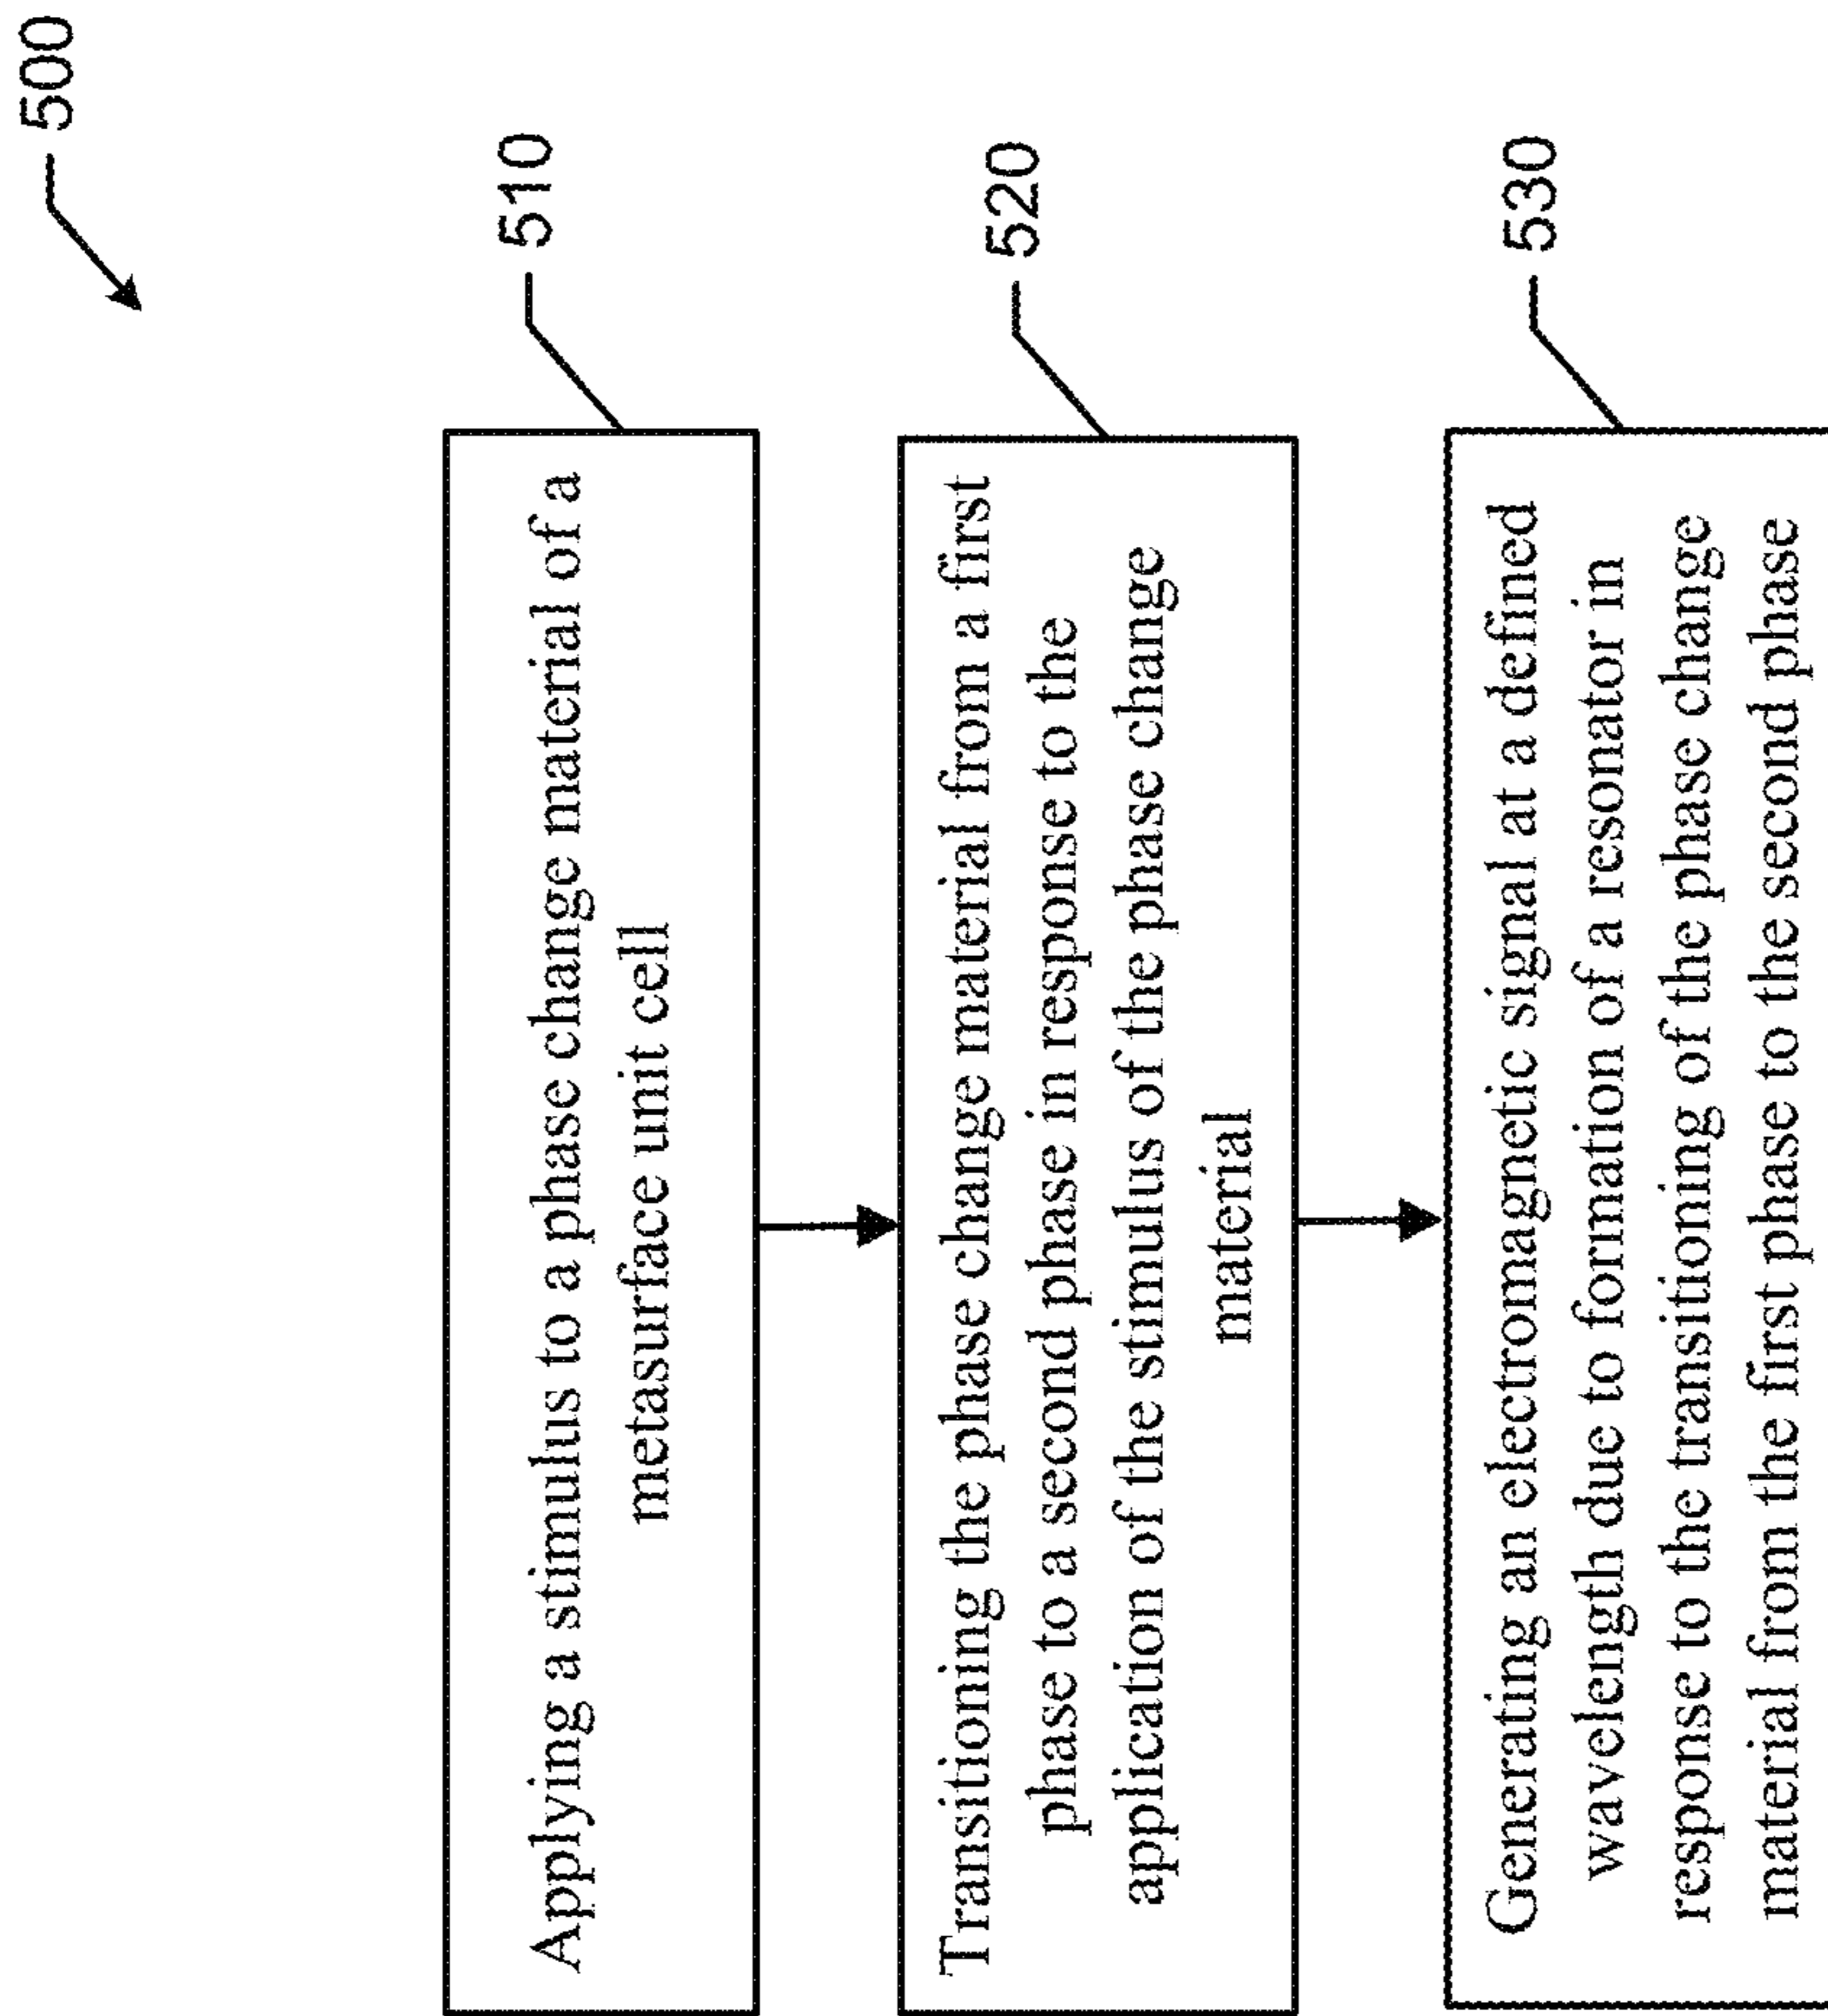 500
Applying a stimulus to a phase change material of a
metasurface unit cell
510
Transitioning the phase change material from a first
phase to a second phase in response to the
application of the stimulus of the phase change
material
520
Generating an electromagnetic signal at a defined
wavelength due to formation of a resonator in
response to the transitioning of the phase change
material from the first phase to the second phase
530